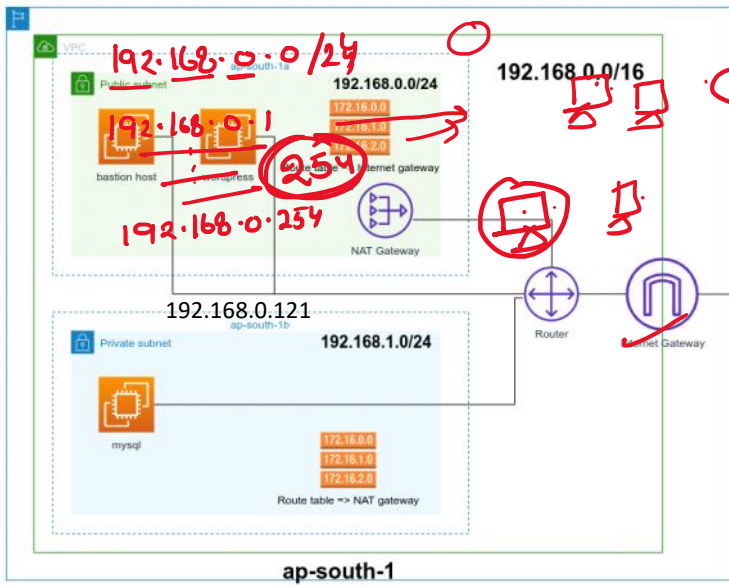 VPC
192.168.0.0/24
ap-south-1a
Public subnet
192.168.0.0/24
192.168.0.0/16
172.16.0.0
172.16.1.0
172.16.2.0
192.168.0.1
254
bastion host
wordpress
Route table => Internet gateway
192.168.0.254
NAT Gateway
192.168.0.121
ap-south-1b
Router
Internet Gateway
Private subnet
192.168.1.0/24
mysql
172.16.0.0
172.16.1.0
172.16.2.0
Route table => NAT gateway
ap-south-1